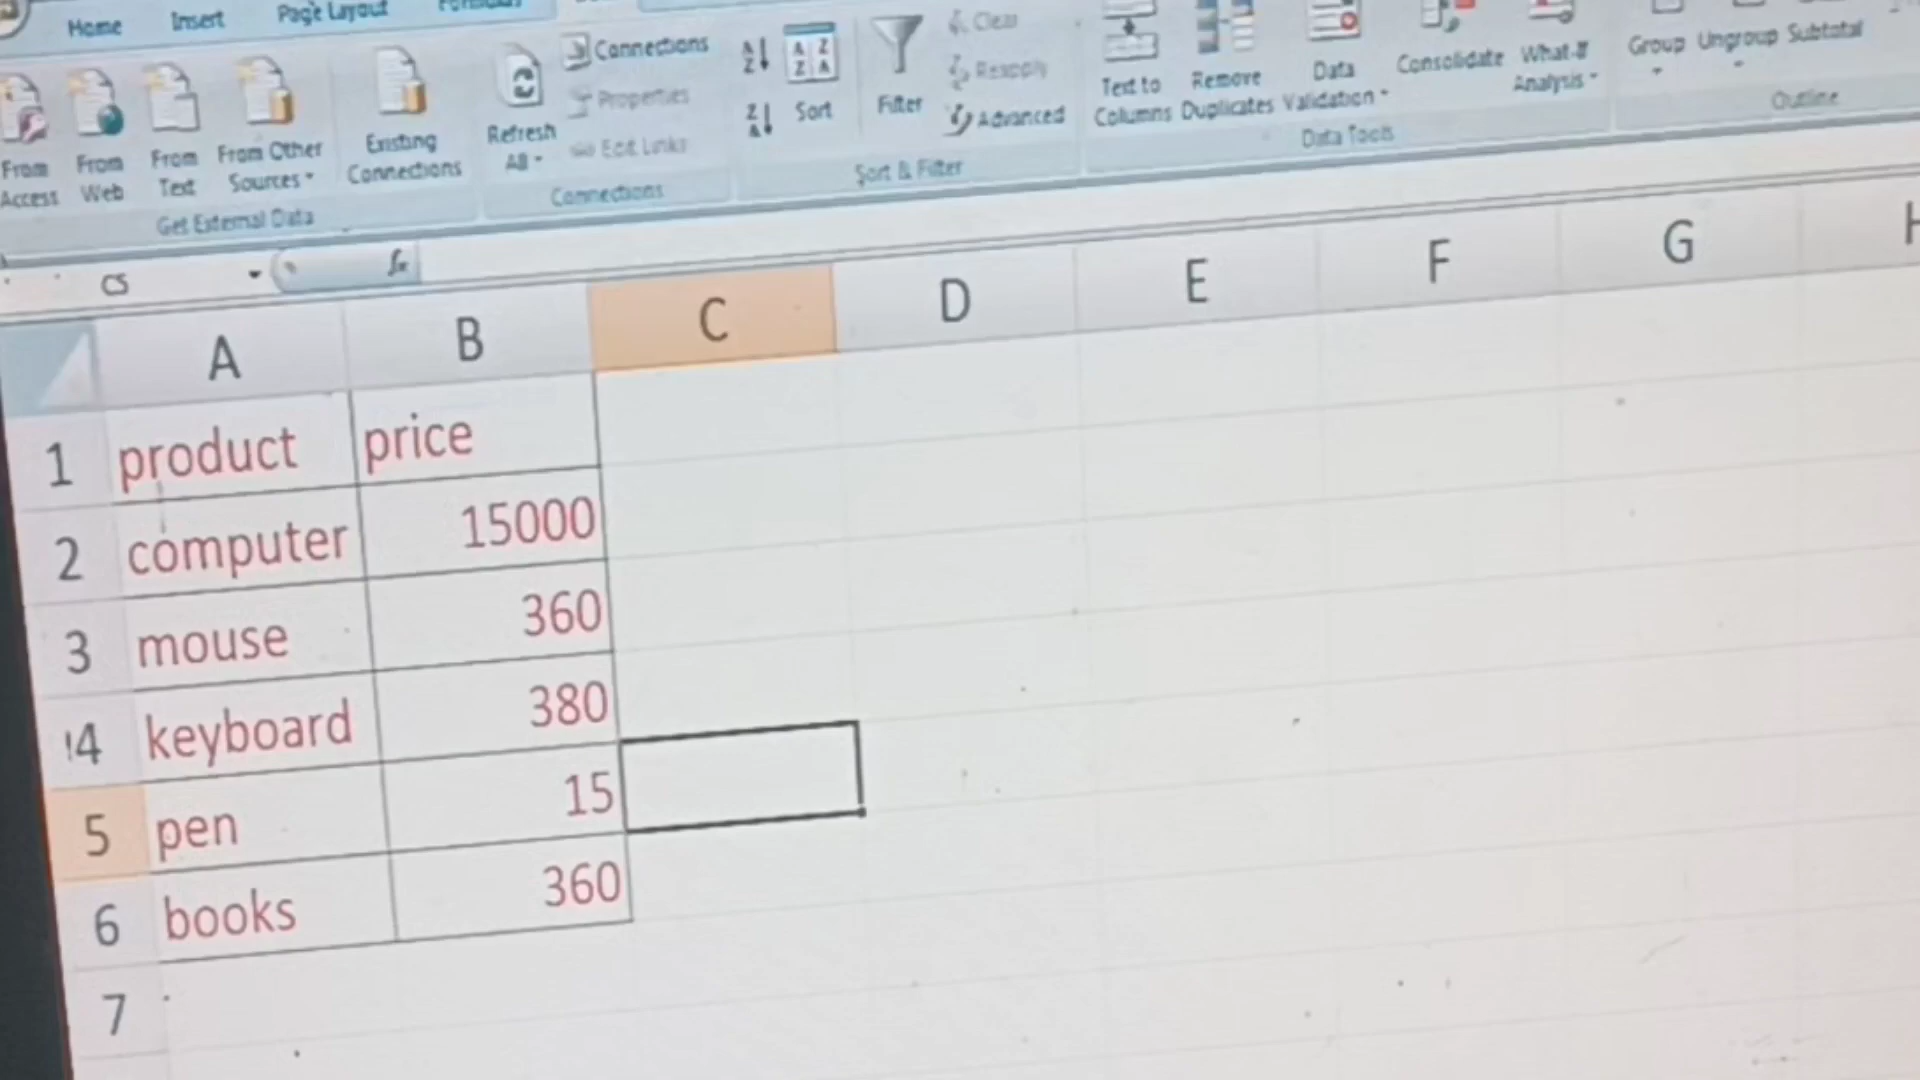 Home Insert Page Layout Formulas
From Access From Web From Text From Other Sources Existing Connections
Get External Data
Refresh All Connections Properties Edit Links
Connections
Sort Filter Clear Reapply Advanced
Sort & Filter
Text to Columns Remove Duplicates Data Validation Consolidate What-If Analysis
Data Tools
Group Ungroup Subtotal
Outline
C5 fx
A B C D E F G H
1 product price
2 computer 15000
3 mouse 360
4 keyboard 380
5 pen 15
6 books 360
7